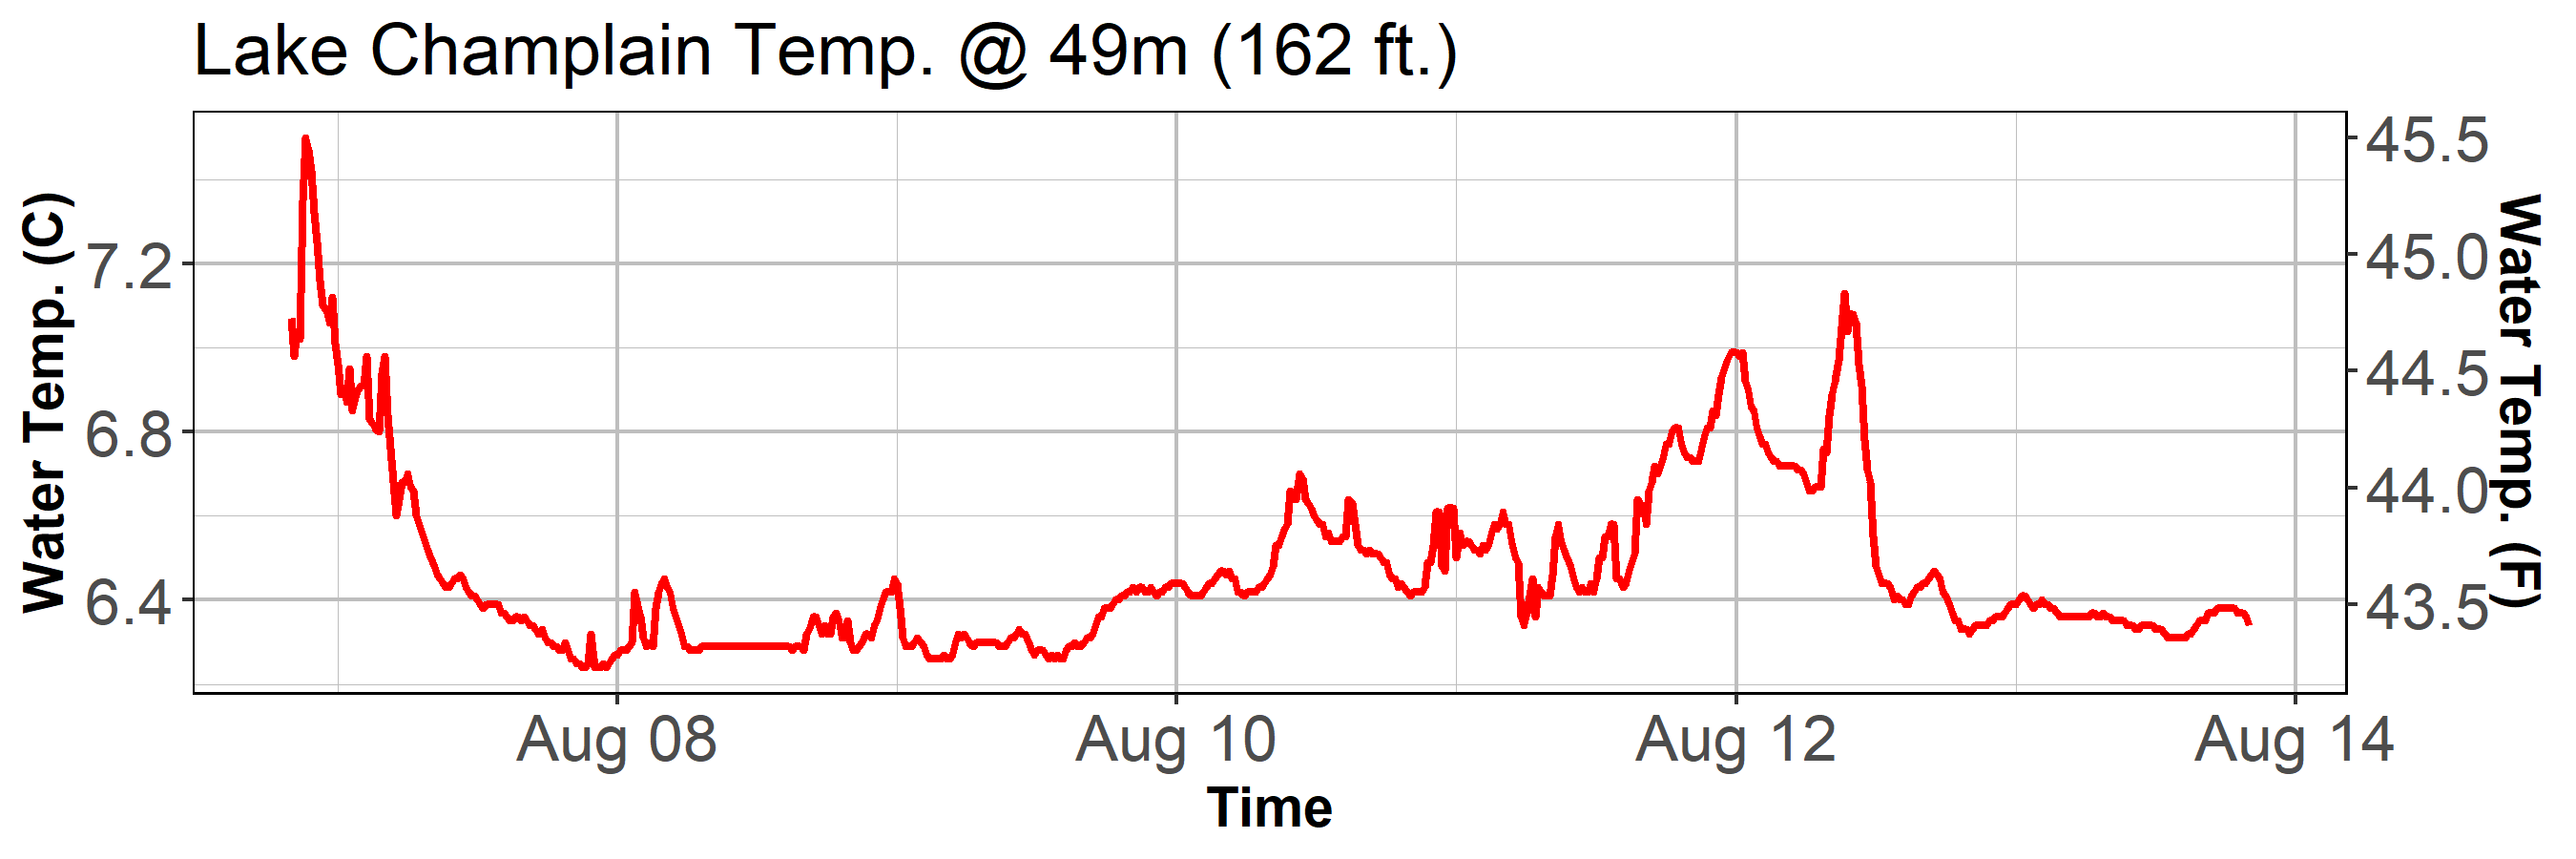 Lake Champlain Temp. @ 49m (162 ft.)
Water Temp. (C)
7.2
6.8
6.4
45.5
45.0
44.5
44.0
43.5
Water Temp. (F)
Aug 08 Aug 10 Aug 12 Aug 14
Time